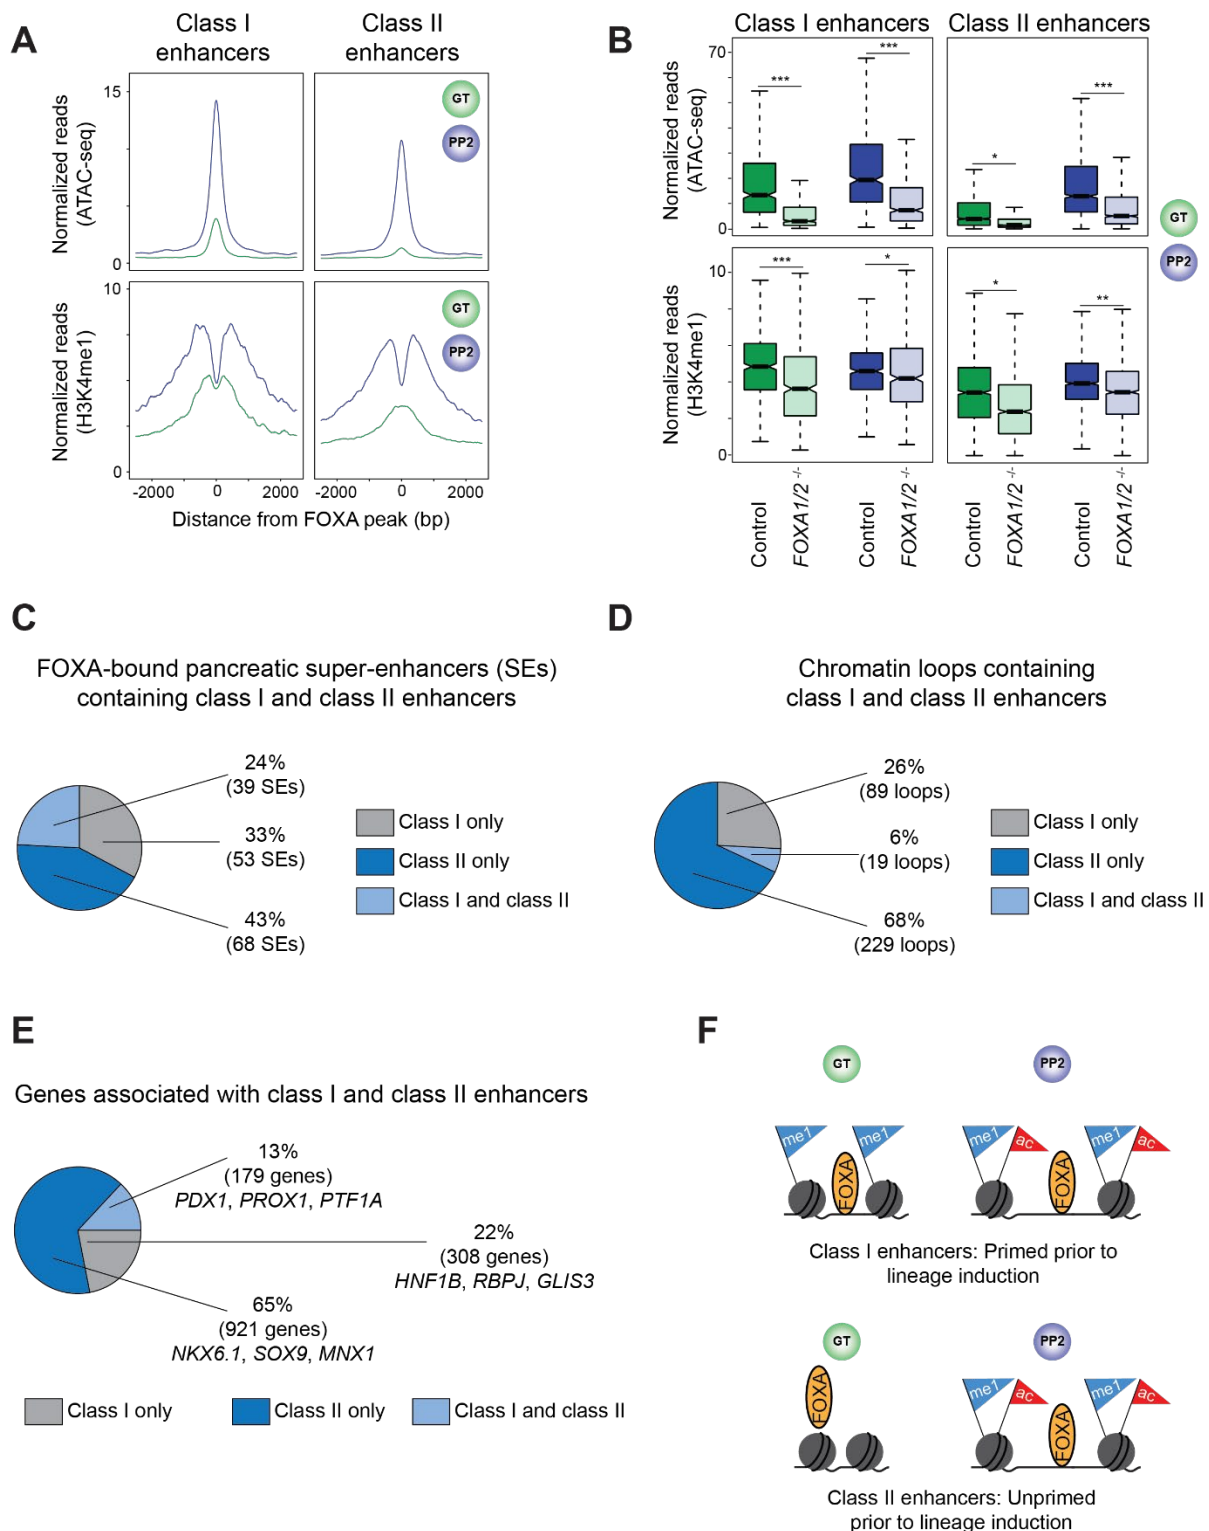 A
Class I
enhancers
Class II
enhancers
Normalized reads
(ATAC-seq)
15
0
GT
PP2
Normalized reads
(H3K4me1)
10
0
GT
PP2
-2000 0 2000 -2000 0 2000
Distance from FOXA peak (bp)
B
Class I enhancers Class II enhancers
Normalized reads
(ATAC-seq)
70
0
*** *** * ***
Normalized reads
(H3K4me1)
10
0
*** * * **
GT
PP2
Control
FOXA1/2 -/-
Control
FOXA1/2 -/-
Control
FOXA1/2 -/-
Control
FOXA1/2 -/-
C
FOXA-bound pancreatic super-enhancers (SEs)
containing class I and class II enhancers
24%
(39 SEs)
33%
(53 SEs)
43%
(68 SEs)
Class I only
Class II only
Class I and class II
D
Chromatin loops containing
class I and class II enhancers
26%
(89 loops)
6%
(19 loops)
68%
(229 loops)
Class I only
Class II only
Class I and class II
E
Genes associated with class I and class II enhancers
13%
(179 genes)
PDX1, PROX1, PTF1A
22%
(308 genes)
HNF1B, RBPJ, GLIS3
65%
(921 genes)
NKX6.1, SOX9, MNX1
Class I only Class II only Class I and class II
F
GT PP2
me1 FOXA me1
me1 ac FOXA me1 ac
Class I enhancers: Primed prior to
lineage induction
GT PP2
FOXA
me1 ac FOXA me1 ac
Class II enhancers: Unprimed
prior to lineage induction